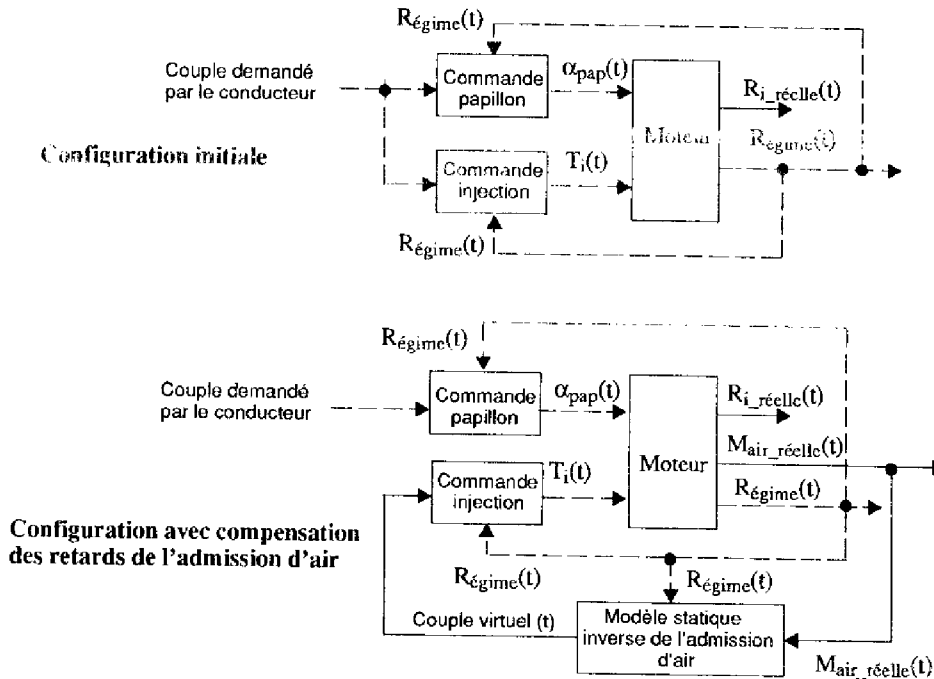 Régime(t)
Couple demandé
par le conducteur
Commande
papillon
αpap(t)
Ri_réelle(t)
Moteur
Régime(t)
Configuration initiale
Commande
injection
Ti(t)
Régime(t)
Régime(t)
Couple demandé
par le conducteur
Commande
papillon
αpap(t)
Ri_réelle(t)
Mair_réelle(t)
Moteur
Commande
injection
Ti(t)
Régime(t)
Configuration avec compensation
des retards de l'admission d'air
Régime(t)
Régime(t)
Couple virtuel (t)
Modèle statique
inverse de l'admission
d'air
Mair_réelle(t)